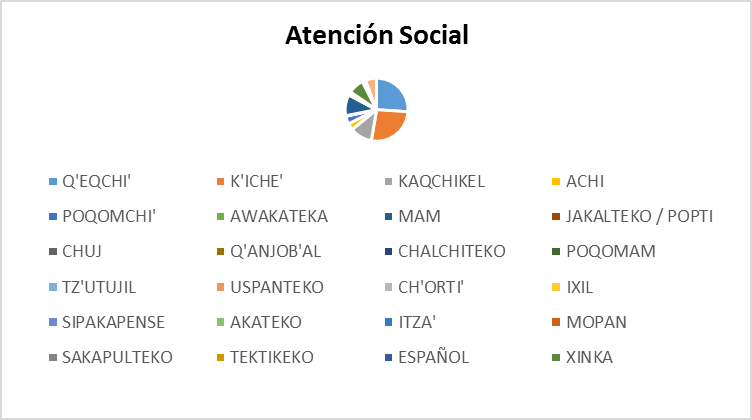 Atención Social
Q'EQCHI' K'ICHE' KAQCHIKEL ACHI
POQOMCHI' AWAKATEKA MAM JAKALTEKO / POPTI
CHUJ Q'ANJOB'AL CHALCHITEKO POQOMAM
TZ'UTUJIL USPANTEKO CH'ORTI' IXIL
SIPAKAPENSE AKATEKO ITZA' MOPAN
SAKAPULTEKO TEKTIKEKO ESPAÑOL XINKA